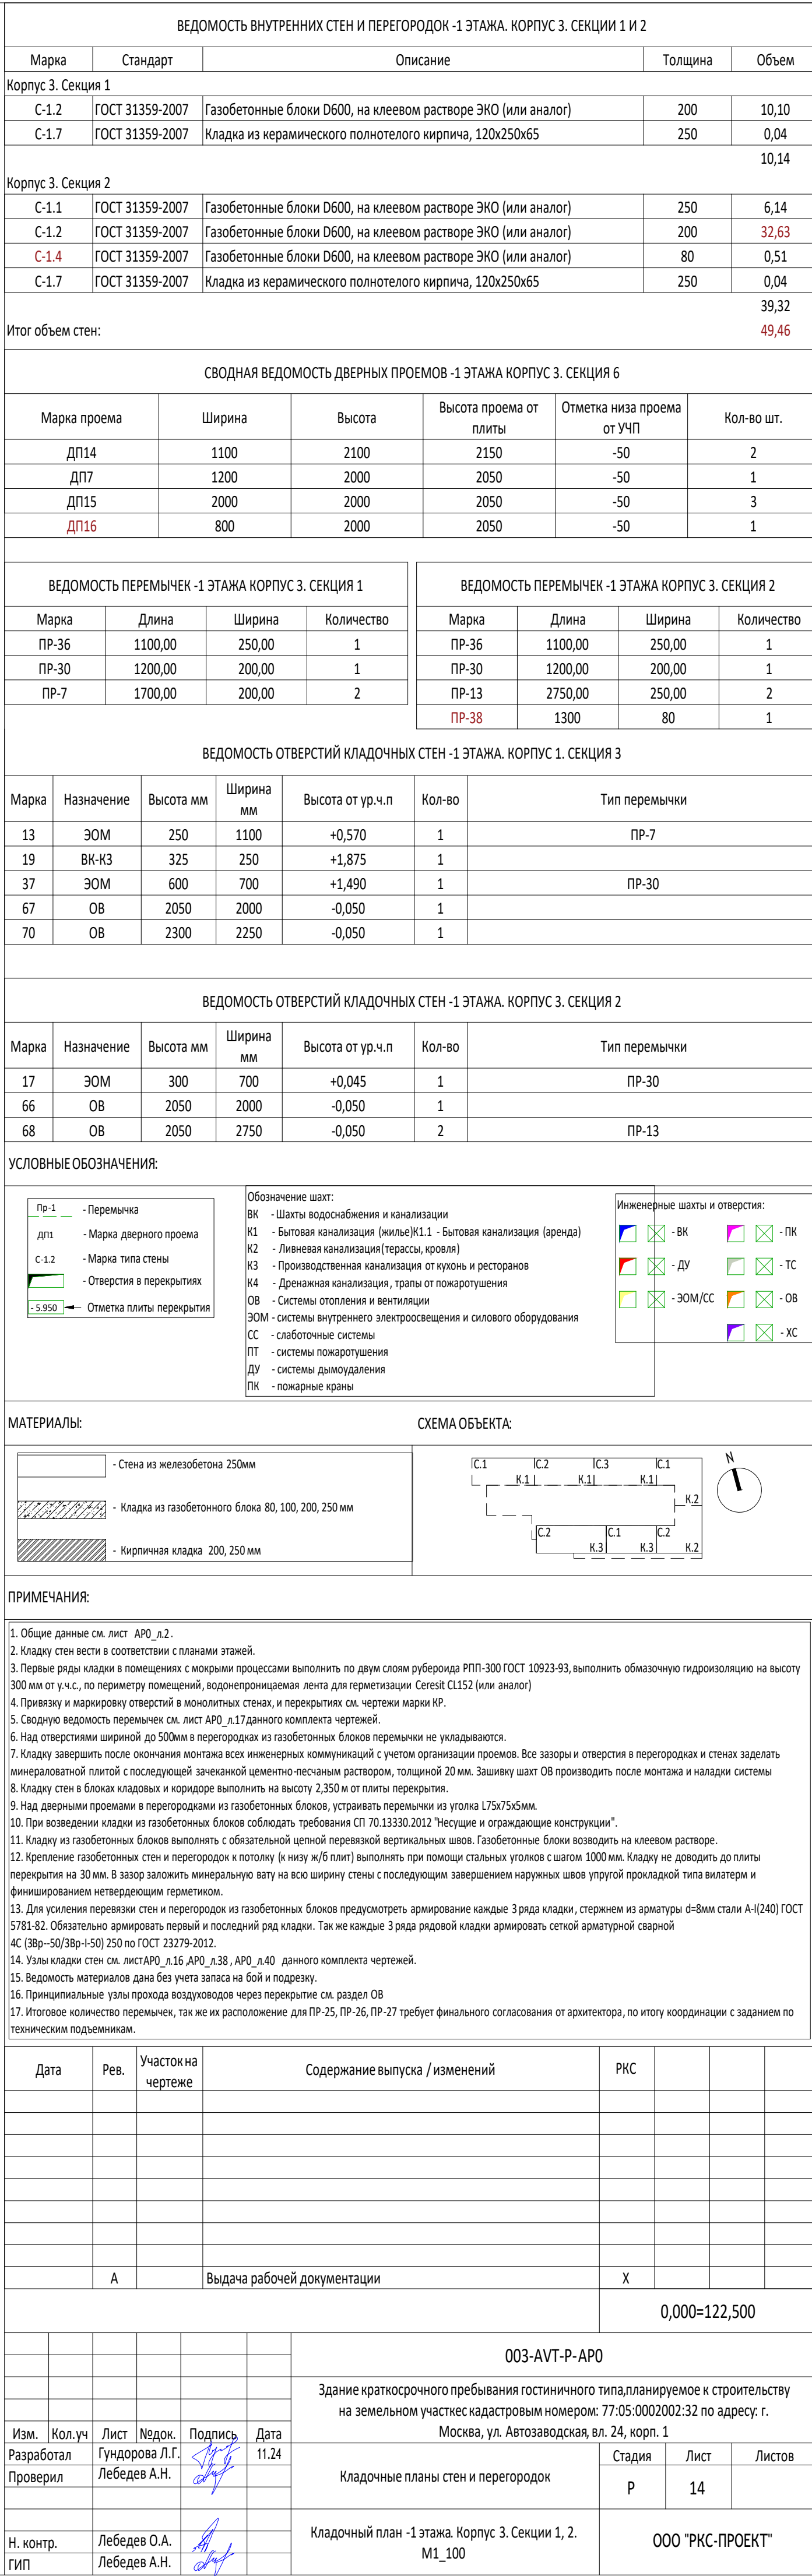 ВЕДОМОСТЬ ВНУТРЕННИХ СТЕН И ПЕРЕГОРОДОК -1 ЭТАЖА. КОРПУС 3. СЕКЦИИ 1 И 2
Марка Стандарт Описание Толщина Объем
Корпус 3. Секция 1
С-1.2 ГОСТ 31359-2007 Газобетонные блоки D600, на клеевом растворе ЭКО (или аналог) 200 10,10
С-1.7 ГОСТ 31359-2007 Кладка из керамического полнотелого кирпича, 120х250х65 250 0,04
10,14
Корпус 3. Секция 2
С-1.1 ГОСТ 31359-2007 Газобетонные блоки D600, на клеевом растворе ЭКО (или аналог) 250 6,14
С-1.2 ГОСТ 31359-2007 Газобетонные блоки D600, на клеевом растворе ЭКО (или аналог) 200 32,63
С-1.4 ГОСТ 31359-2007 Газобетонные блоки D600, на клеевом растворе ЭКО (или аналог) 80 0,51
С-1.7 ГОСТ 31359-2007 Кладка из керамического полнотелого кирпича, 120х250х65 250 0,04
39,32
Итог объем стен: 49,46
СВОДНАЯ ВЕДОМОСТЬ ДВЕРНЫХ ПРОЕМОВ -1 ЭТАЖА КОРПУС 3. СЕКЦИЯ 6
Марка проема Ширина Высота Высота проема от плиты Отметка низа проема от УЧП Кол-во шт.
ДП14 1100 2100 2150 -50 2
ДП7 1200 2000 2050 -50 1
ДП15 2000 2000 2050 -50 3
ДП16 800 2000 2050 -50 1
ВЕДОМОСТЬ ПЕРЕМЫЧЕК -1 ЭТАЖА КОРПУС 3. СЕКЦИЯ 1
Марка Длина Ширина Количество
ПР-36 1100,00 250,00 1
ПР-30 1200,00 200,00 1
ПР-7 1700,00 200,00 2
ВЕДОМОСТЬ ПЕРЕМЫЧЕК -1 ЭТАЖА КОРПУС 3. СЕКЦИЯ 2
Марка Длина Ширина Количество
ПР-36 1100,00 250,00 1
ПР-30 1200,00 200,00 1
ПР-13 2750,00 250,00 2
ПР-38 1300 80 1
ВЕДОМОСТЬ ОТВЕРСТИЙ КЛАДОЧНЫХ СТЕН -1 ЭТАЖА. КОРПУС 1. СЕКЦИЯ 3
Марка Назначение Высота мм Ширина мм Высота от ур.ч.п Кол-во Тип перемычки
13 ЭОМ 250 1100 +0,570 1 ПР-7
19 ВК-К3 325 250 +1,875 1
37 ЭОМ 600 700 +1,490 1 ПР-30
67 ОВ 2050 2000 -0,050 1
70 ОВ 2300 2250 -0,050 1
ВЕДОМОСТЬ ОТВЕРСТИЙ КЛАДОЧНЫХ СТЕН -1 ЭТАЖА. КОРПУС 3. СЕКЦИЯ 2
Марка Назначение Высота мм Ширина мм Высота от ур.ч.п Кол-во Тип перемычки
17 ЭОМ 300 700 +0,045 1 ПР-30
66 ОВ 2050 2000 -0,050 1
68 ОВ 2050 2750 -0,050 2 ПР-13
УСЛОВНЫЕ ОБОЗНАЧЕНИЯ:
Пр-1 - Перемычка
ДП1 - Марка дверного проема
С-1.2 - Марка типа стены
- Отверстия в перекрытиях
- 5.950 Отметка плиты перекрытия
Обозначение шахт:
ВК - Шахты водоснабжения и канализации
К1 - Бытовая канализация (жилье)К1.1 - Бытовая канализация (аренда)
К2 - Ливневая канализация(терассы, кровля)
К3 - Производственная канализация от кухонь и ресторанов
К4 - Дренажная канализация, трапы от пожаротушения
ОВ - Системы отопления и вентиляции
ЭОМ - системы внутреннего электроосвещения и силового оборудования
СС - слаботочные системы
ПТ - системы пожаротушения
ДУ - системы дымоудаления
ПК - пожарные краны
Инженерные шахты и отверстия:
- ВК - ПК
- ДУ - ТС
- ЭОМ/СС - ОВ
- ХС
МАТЕРИАЛЫ:
- Стена из железобетона 250мм
- Кладка из газобетонного блока 80, 100, 200, 250 мм
- Кирпичная кладка 200, 250 мм
СХЕМА ОБЪЕКТА:
С.1 С.2 С.3 С.1 N
К.1 К.1 К.1
К.2
С.2 С.1 С.2
К.3 К.3 К.2
ПРИМЕЧАНИЯ:
1. Общие данные см. лист АР0_л.2.
2. Кладку стен вести в соответствии с планами этажей.
3. Первые ряды кладки в помещениях с мокрыми процессами выполнить по двум слоям рубероида РПП-300 ГОСТ 10923-93, выполнить обмазочную гидроизоляцию на высоту
300 мм от у.ч.с., по периметру помещений, водонепроницаемая лента для герметизации Ceresit CL152 (или аналог)
4. Привязку и маркировку отверстий в монолитных стенах, и перекрытиях см. чертежи марки КР.
5. Сводную ведомость перемычек см. лист АР0_л.17данного комплекта чертежей.
6. Над отверстиями шириной до 500мм в перегородках из газобетонных блоков перемычки не укладываются.
7. Кладку завершить после окончания монтажа всех инженерных коммуникаций с учетом организации проемов. Все зазоры и отверстия в перегородках и стенах заделать
минераловатной плитой с последующей зачеканкой цементно-песчаным раствором, толщиной 20 мм. Зашивку шахт ОВ производить после монтажа и наладки системы
8. Кладку стен в блоках кладовых и коридоре выполнить на высоту 2,350 м от плиты перекрытия.
9. Над дверными проемами в перегородками из газобетонных блоков, устраивать перемычки из уголка L75х75х5мм.
10. При возведении кладки из газобетонных блоков соблюдать требования СП 70.13330.2012 "Несущие и ограждающие конструкции".
11. Кладку из газобетонных блоков выполнять с обязательной цепной перевязкой вертикальных швов. Газобетонные блоки возводить на клеевом растворе.
12. Крепление газобетонных стен и перегородок к потолку (к низу ж/б плит) выполнять при помощи стальных уголков с шагом 1000 мм. Кладку не доводить до плиты
перекрытия на 30 мм. В зазор заложить минеральную вату на всю ширину стены с последующим завершением наружных швов упругой прокладкой типа вилатерм и
финишированием нетвердеющим герметиком.
13. Для усиления перевязки стен и перегородок из газобетонных блоков предусмотреть армирование каждые 3 ряда кладки, стержнем из арматуры d=8мм стали А-I(240) ГОСТ
5781-82. Обязательно армировать первый и последний ряд кладки. Так же каждые 3 ряда рядовой кладки армировать сеткой арматурной сварной
4С (3Вр--50/3Вр-I-50) 250 по ГОСТ 23279-2012.
14. Узлы кладки стен см. листАР0_л.16 ,АР0_л.38 , АР0_л.40 данного комплекта чертежей.
15. Ведомость материалов дана без учета запаса на бой и подрезку.
16. Принципиальные узлы прохода воздуховодов через перекрытие см. раздел ОВ
17. Итоговое количество перемычек, так же их расположение для ПР-25, ПР-26, ПР-27 требует финального согласования от архитектора, по итогу координации с заданием по
техническим подъемникам.
Дата Рев. Участок на чертеже Содержание выпуска / изменений РКС
А Выдача рабочей документации Х
0,000=122,500
003-AVT-P-АР0
Здание краткосрочного пребывания гостиничного типа,планируемое к строительству
на земельном участкес кадастровым номером: 77:05:0002002:32 по адресу: г.
Москва, ул. Автозаводская, вл. 24, корп. 1
Изм. Кол.уч Лист №док. Подпись Дата
Разработал Гундорова Л.Г. 11.24
Проверил Лебедев А.Н.
Кладочные планы стен и перегородок
Стадия Лист Листов
Р 14
Н. контр. Лебедев О.А.
ГИП Лебедев А.Н.
Кладочный план -1 этажа. Корпус 3. Секции 1, 2.
М1_100
ООО "РКС-ПРОЕКТ"